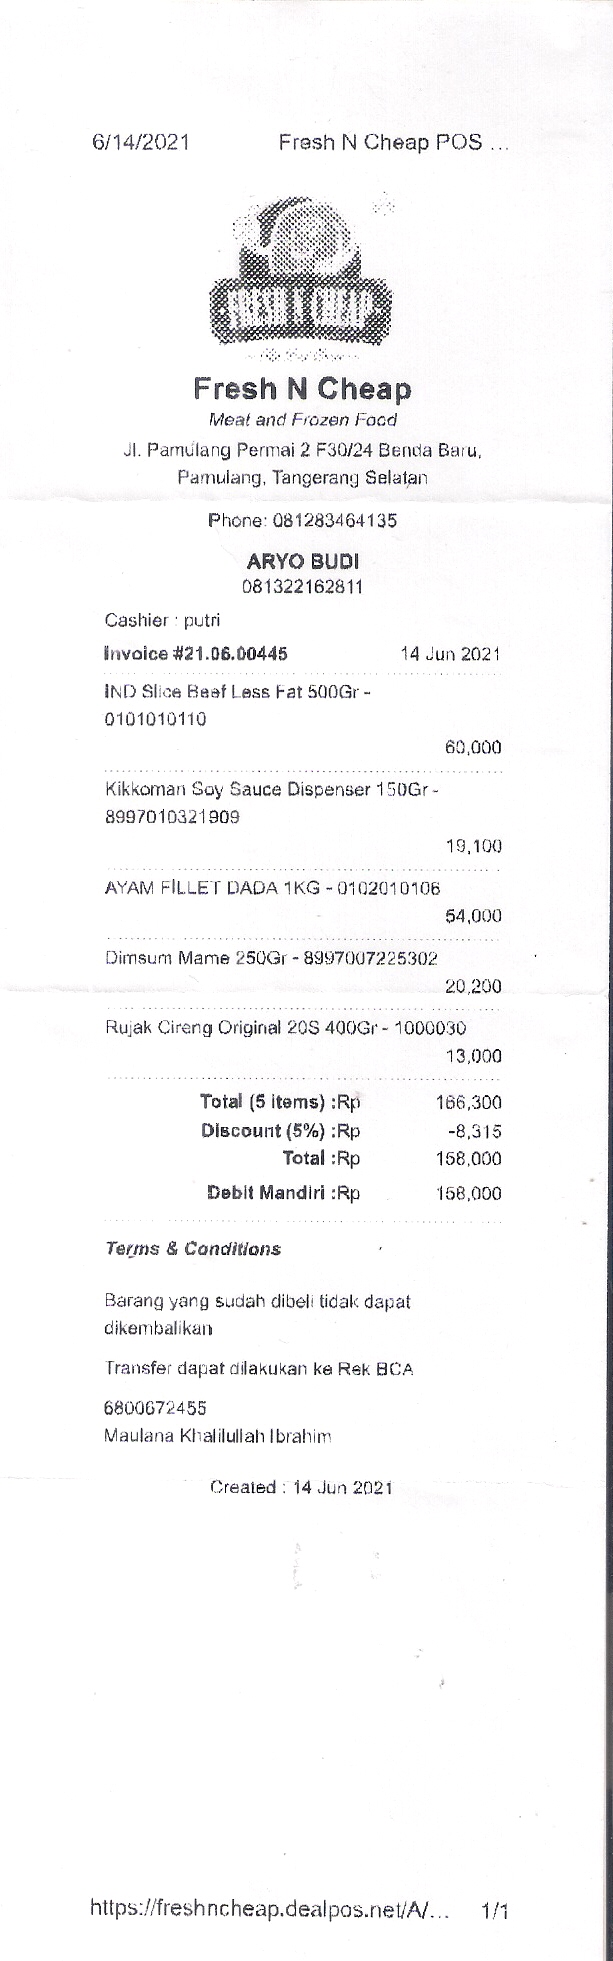 6/14/2021 Fresh N Cheap POS ...
FRESH N CHEAP
Fresh N Cheap
Meat and Frozen Food
Jl. Pamulang Permai 2 F30/24 Benda Baru,
Pamulang, Tangerang Selatan
Phone: 081283464135
ARYO BUDI
081322162811
Cashier : putri
Invoice #21.06.00445 14 Jun 2021
IND Slice Beef Less Fat 500Gr -
0101010110
60,000
Kikkoman Soy Sauce Dispenser 150Gr -
8997010321909
19,100
AYAM FILLET DADA 1KG - 0102010106
54,000
Dimsum Mame 250Gr - 8997007225302
20,200
Rujak Cireng Original 20S 400Gr - 1000030
13,000
Total (5 items) :Rp 166,300
Discount (5%) :Rp -8,315
Total :Rp 158,000
Debit Mandiri :Rp 158,000
Terms & Conditions
Barang yang sudah dibeli tidak dapat
dikembalikan
Transfer dapat dilakukan ke Rek BCA
6800672455
Maulana Khalilullah Ibrahim
Created : 14 Jun 2021
https://freshncheap.dealpos.net/A/... 1/1